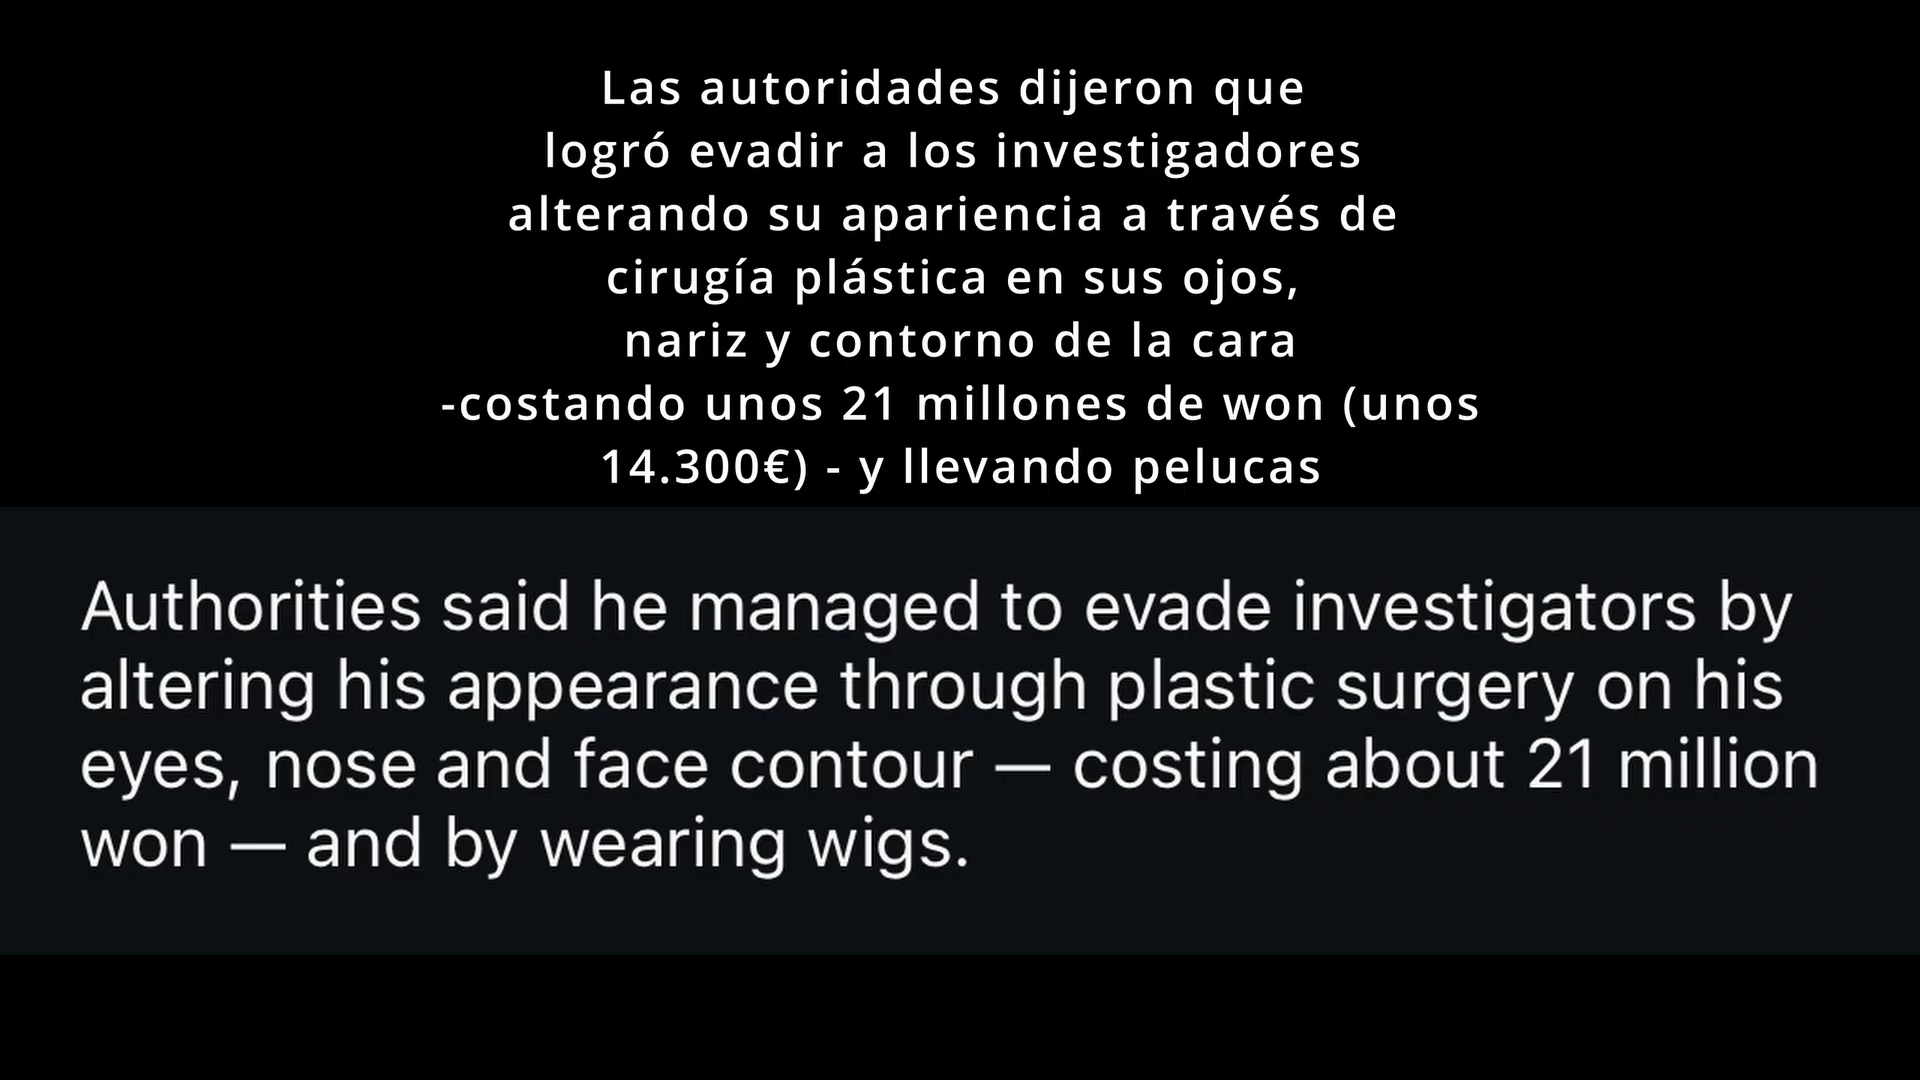 Las autoridades dijeron que
logró evadir a los investigadores
alterando su apariencia a través de
cirugía plástica en sus ojos,
nariz y contorno de la cara
-costando unos 21 millones de won (unos
14.300€) - y llevando pelucas
Authorities said he managed to evade investigators by
altering his appearance through plastic surgery on his
eyes, nose and face contour — costing about 21 million
won — and by wearing wigs.